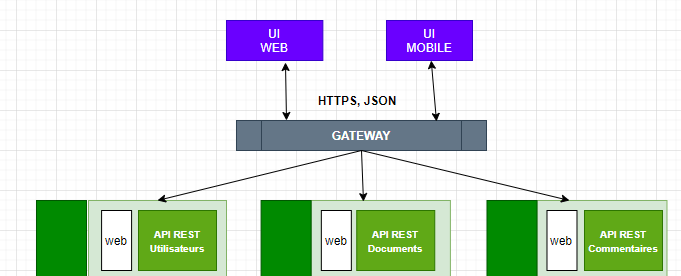 UI
WEB
UI
MOBILE
HTTPS, JSON
GATEWAY
web
API REST
Utilisateurs
web
API REST
Documents
web
API REST
Commentaires